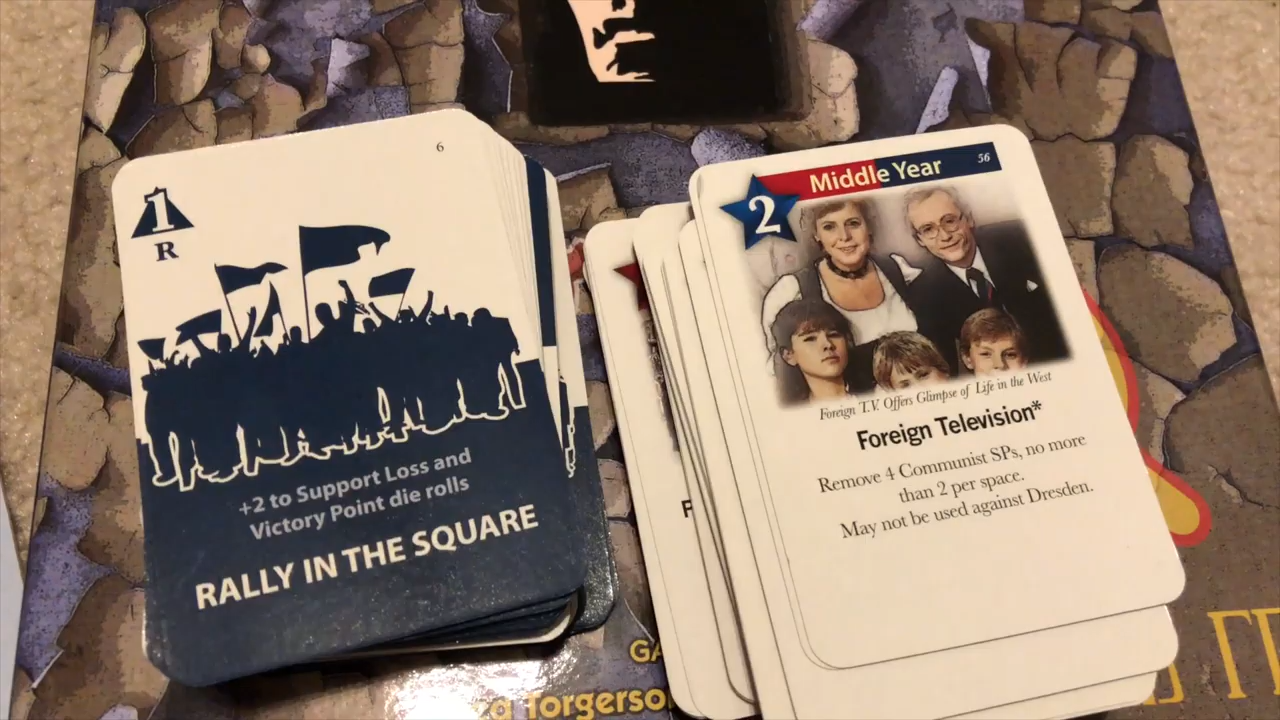 6
1
R
+2 to Support Loss and
Victory Point die rolls
RALLY IN THE SQUARE
Middle Year
56
2
Foreign T.V. Offers Glimpse of Life in the West
Foreign Television*
Remove 4 Communist SPs, no more
than 2 per space.
May not be used against Dresden.
F
GA
Torgerso